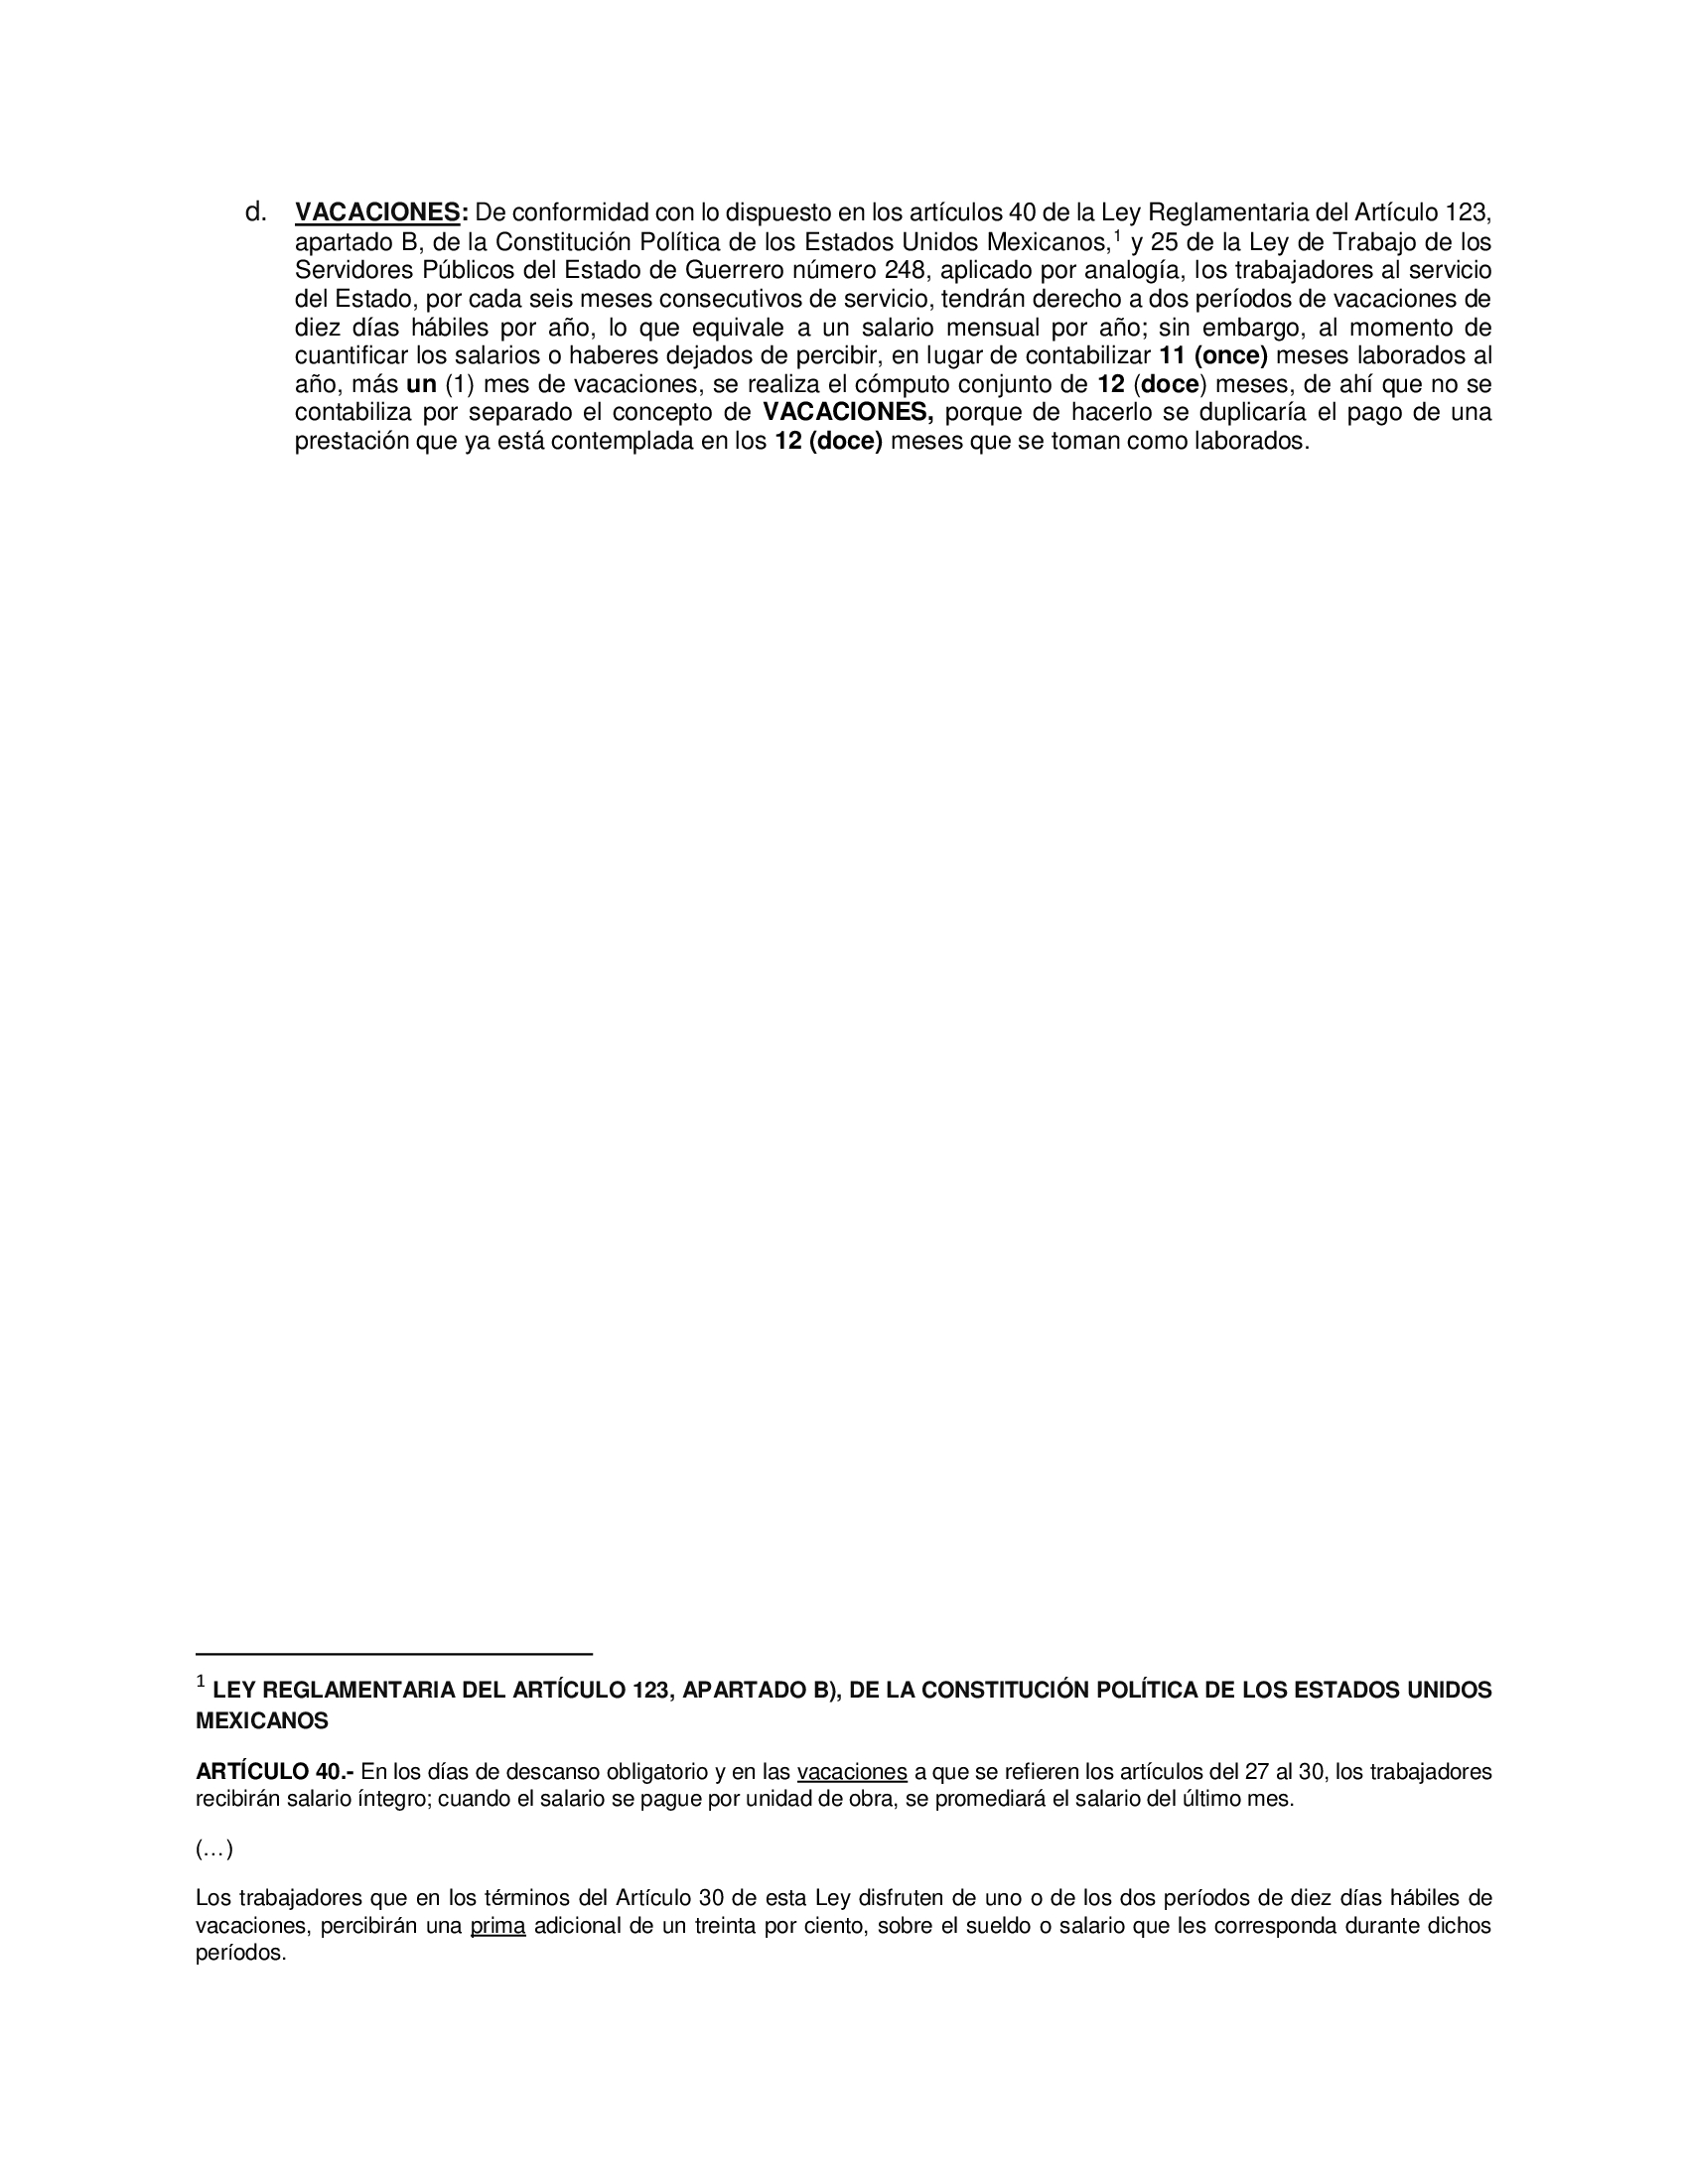 d. VACACIONES: De conformidad con lo dispuesto en los artículos 40 de la Ley Reglamentaria del Artículo 123,
apartado B, de la Constitución Política de los Estados Unidos Mexicanos,1 y 25 de la Ley de Trabajo de los
Servidores Públicos del Estado de Guerrero número 248, aplicado por analogía, los trabajadores al servicio
del Estado, por cada seis meses consecutivos de servicio, tendrán derecho a dos períodos de vacaciones de
diez días hábiles por año, lo que equivale a un salario mensual por año; sin embargo, al momento de
cuantificar los salarios o haberes dejados de percibir, en lugar de contabilizar 11 (once) meses laborados al
año, más un (1) mes de vacaciones, se realiza el cómputo conjunto de 12 (doce) meses, de ahí que no se
contabiliza por separado el concepto de VACACIONES, porque de hacerlo se duplicaría el pago de una
prestación que ya está contemplada en los 12 (doce) meses que se toman como laborados.
1 LEY REGLAMENTARIA DEL ARTÍCULO 123, APARTADO B), DE LA CONSTITUCIÓN POLÍTICA DE LOS ESTADOS UNIDOS
MEXICANOS
ARTÍCULO 40.- En los días de descanso obligatorio y en las vacaciones a que se refieren los artículos del 27 al 30, los trabajadores
recibirán salario íntegro; cuando el salario se pague por unidad de obra, se promediará el salario del último mes.
(…)
Los trabajadores que en los términos del Artículo 30 de esta Ley disfruten de uno o de los dos períodos de diez días hábiles de
vacaciones, percibirán una prima adicional de un treinta por ciento, sobre el sueldo o salario que les corresponda durante dichos
períodos.